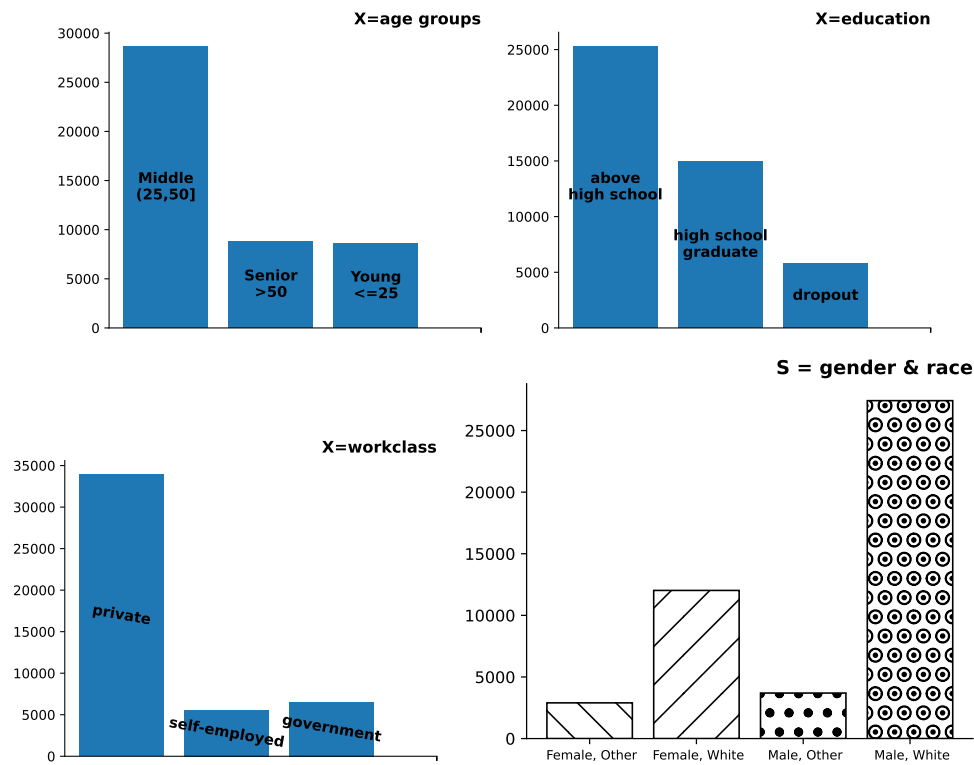 X=age groups
30000
25000
20000
15000
10000
5000
0
Middle
(25,50]
Senior
>50
Young
<=25
X=education
25000
20000
15000
10000
5000
0
above
high school
high school
graduate
dropout
X=workclass
35000
30000
25000
20000
15000
10000
5000
0
private
self-employed
government
S = gender & race
25000
20000
15000
10000
5000
0
Female, Other
Female, White
Male, Other
Male, White